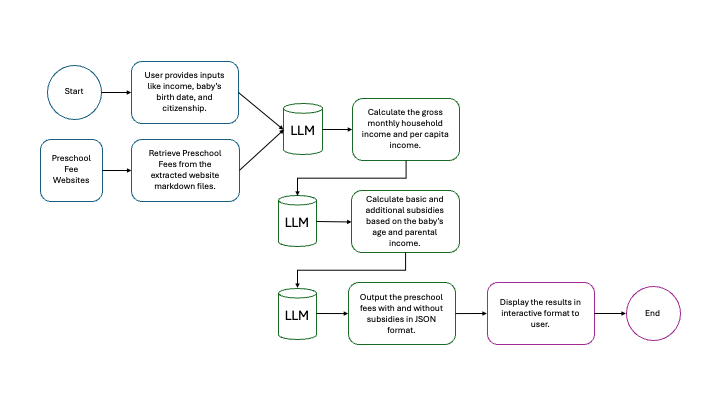 Start
User provides inputs
like income, baby's
birth date, and
citizenship.
Preschool
Fee
Websites
Retrieve Preschool
Fees from the
extracted website
markdown files.
LLM
Calculate the gross
monthly household
income and per capita
income.
LLM
Calculate basic and
additional subsidies
based on the baby's
age and parental
income.
LLM
Output the preschool
fees with and without
subsidies in JSON
format.
Display the results in
interactive format to
user.
End